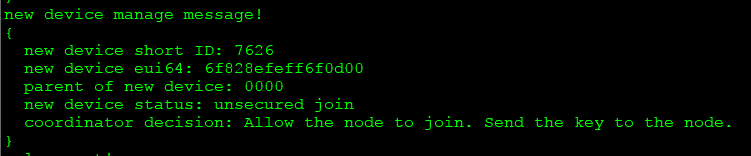 }
new device manage message!
{
new device short ID: 7626
new device eui64: 6f828efeff6f0d00
parent of new device: 0000
new device status: unsecured join
coordinator decision: Allow the node to join. Send the key to the node.
}